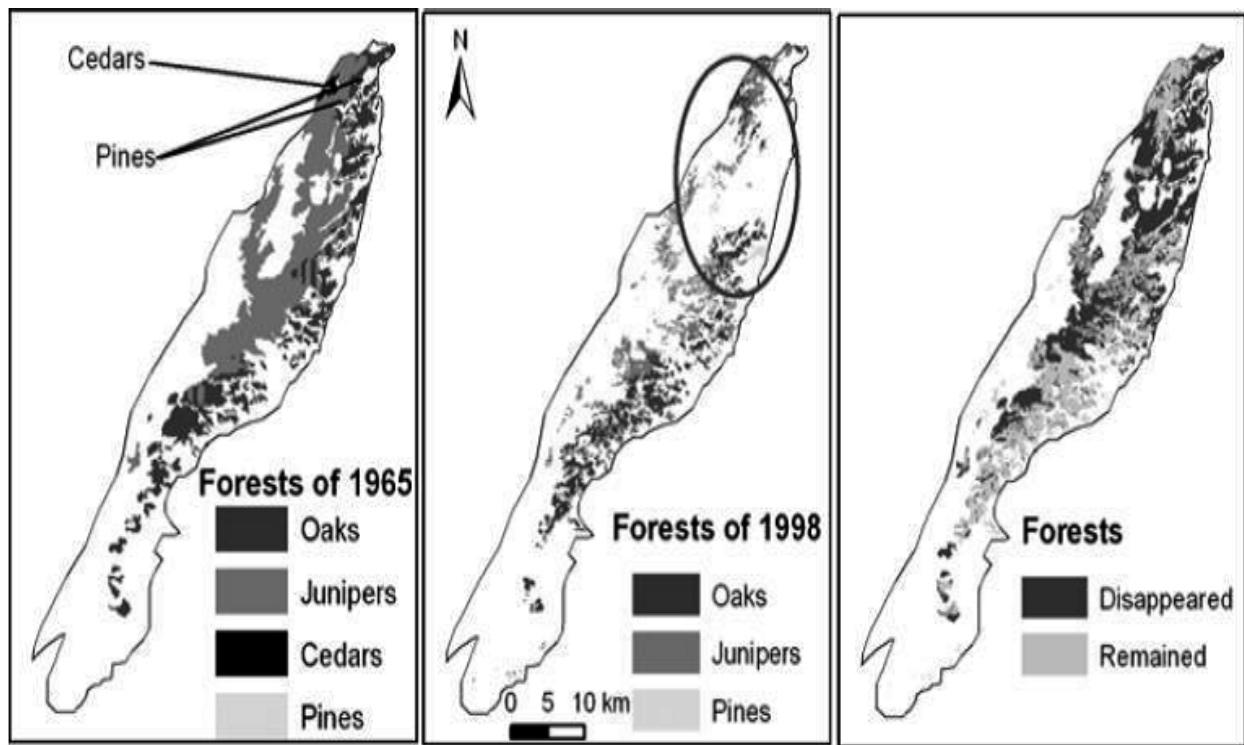 Cedars
Pines
Forests of 1965
Oaks
Junipers
Cedars
Pines
N
Forests of 1998
Oaks
Junipers
Pines
0 5 10 km
Forests
Disappeared
Remained